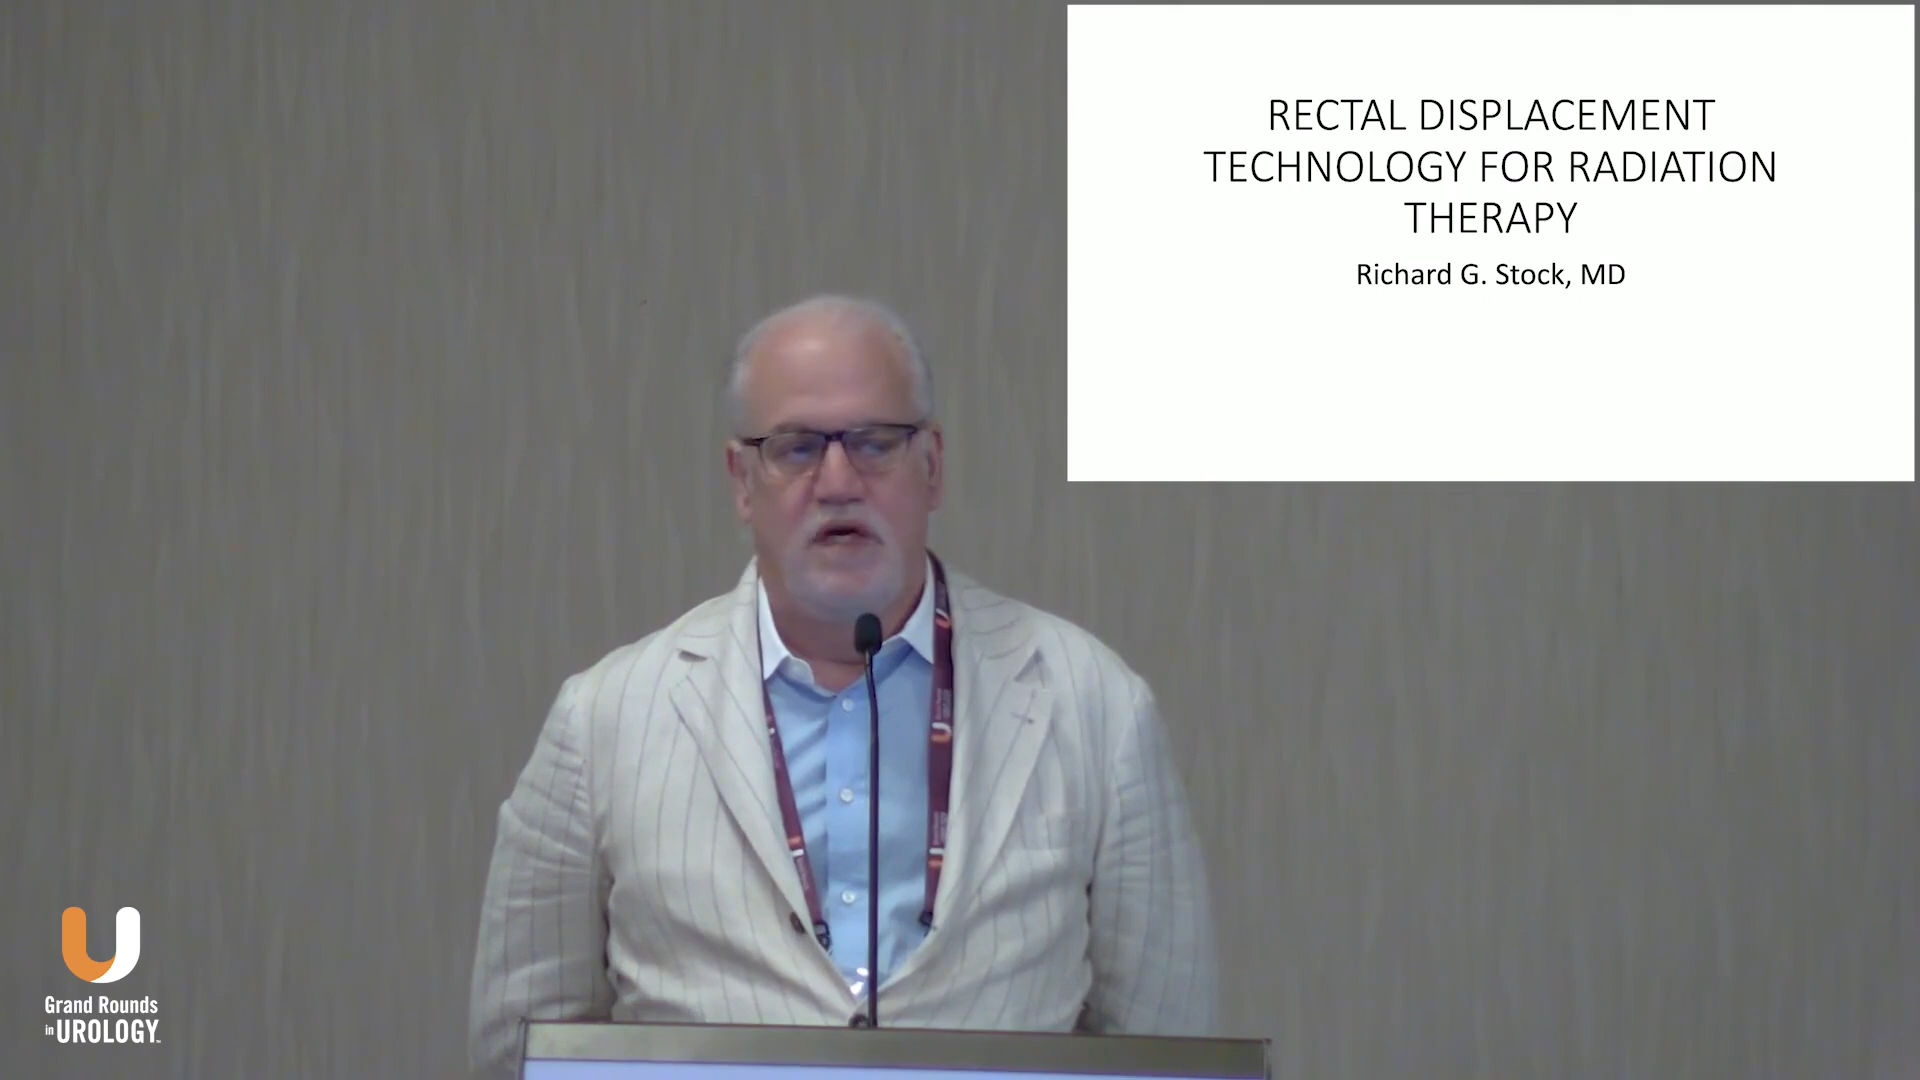 RECTAL DISPLACEMENT
TECHNOLOGY FOR RADIATION
THERAPY
Richard G. Stock, MD
Grand Rounds
in UROLOGY